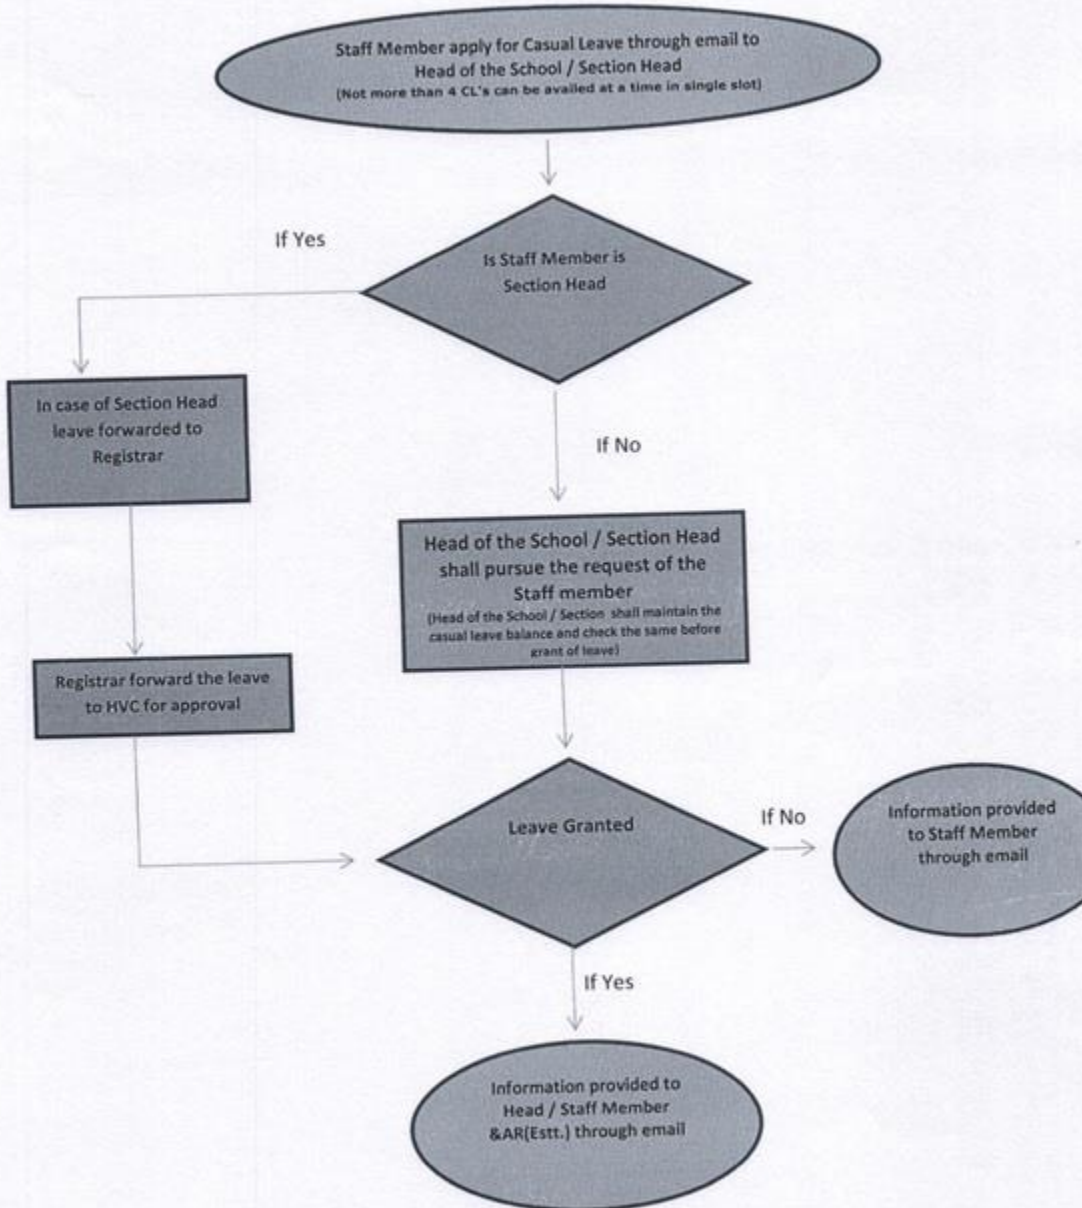 Staff Member apply for Casual Leave through email to
Head of the School / Section Head
(Not more than 4 CL's can be availed at a time in single slot)
If Yes
Is Staff Member is
Section Head
In case of Section Head
leave forwarded to
Registrar
If No
Head of the School / Section Head
shall pursue the request of the
Staff member
(Head of the School / Section shall maintain the
casual leave balance and check the same before
grant of leave)
Registrar forward the leave
to HVC for approval
Leave Granted
If No
Information provided
to Staff Member
through email
If Yes
Information provided to
Head / Staff Member
&AR(Estt.) through email